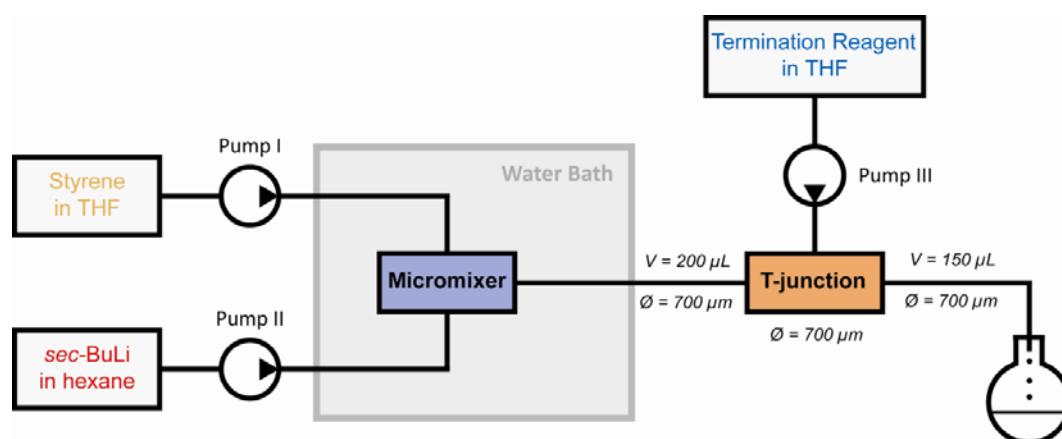 Termination Reagent
in THF
Pump I
Water Bath
Pump III
Styrene
in THF
V = 200 µL
V = 150 µL
Micromixer
T-junction
Ø = 700 µm
Ø = 700 µm
Pump II
Ø = 700 µm
sec-BuLi
in hexane